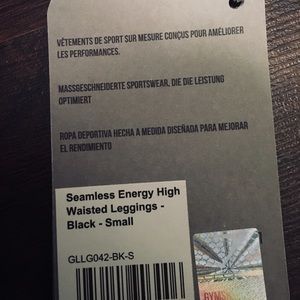 VÊTEMENTS DE SPORT SUR MESURE CONÇUS POUR AMÉLIORER
LES PERFORMANCES.
MASSGESCHNEIDERTE SPORTSWEAR, DIE DIE LEISTUNG
OPTIMIERT
ROPA DEPORTIVA HECHA A MEDIDA DISEÑADA PARA MEJORAR
EL RENDIMIENTO
Seamless Energy High
Waisted Leggings -
Black - Small
GLLG042-BK-S